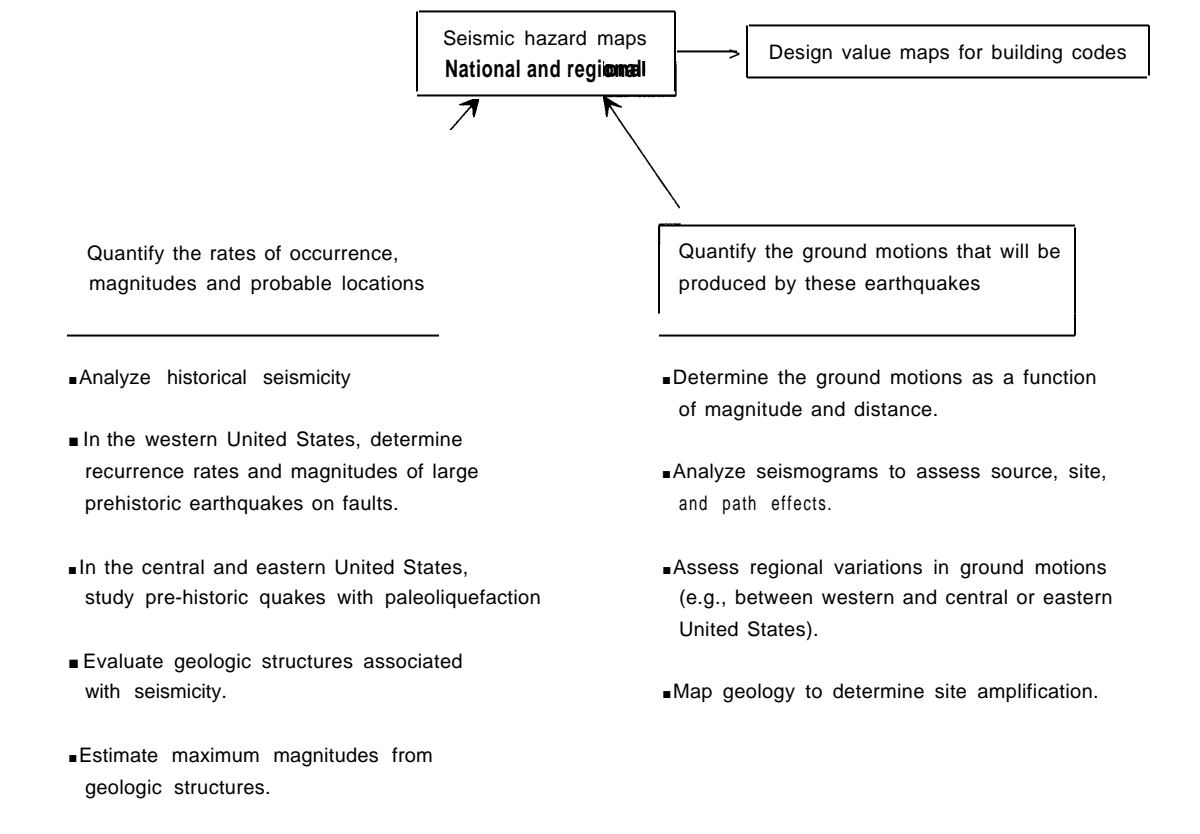 Seismic hazard maps
National and regional
Design value maps for building codes
Quantify the rates of occurrence,
magnitudes and probable locations
■Analyze historical seismicity
■ In the western United States, determine
recurrence rates and magnitudes of large
prehistoric earthquakes on faults.
■In the central and eastern United States,
study pre-historic quakes with paleoliquefaction
■ Evaluate geologic structures associated
with seismicity.
■Estimate maximum magnitudes from
geologic structures.
Quantify the ground motions that will be
produced by these earthquakes
■Determine the ground motions as a function
of magnitude and distance.
■Analyze seismograms to assess source, site,
and path effects.
■Assess regional variations in ground motions
(e.g., between western and central or eastern
United States).
■Map geology to determine site amplification.